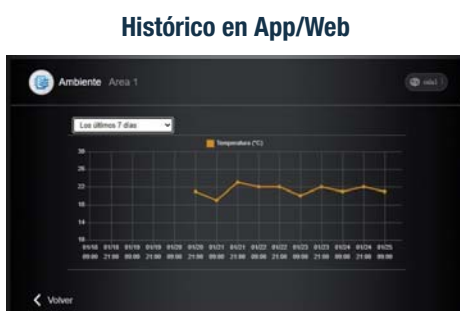 Histórico en App/Web
Ambiente Area 1
Los últimos 7 días
Temperatura (°C)
30
26
22
18
14
10
01/18 01/18 01/19 01/19 01/20 01/20 01/21 01/21 01/22 01/22 01/23 01/23 01/24 01/24 01/25
09:00 21:00 09:00 21:00 09:00 21:00 09:00 21:00 09:00 21:00 09:00 21:00 09:00 21:00 09:00
Volver